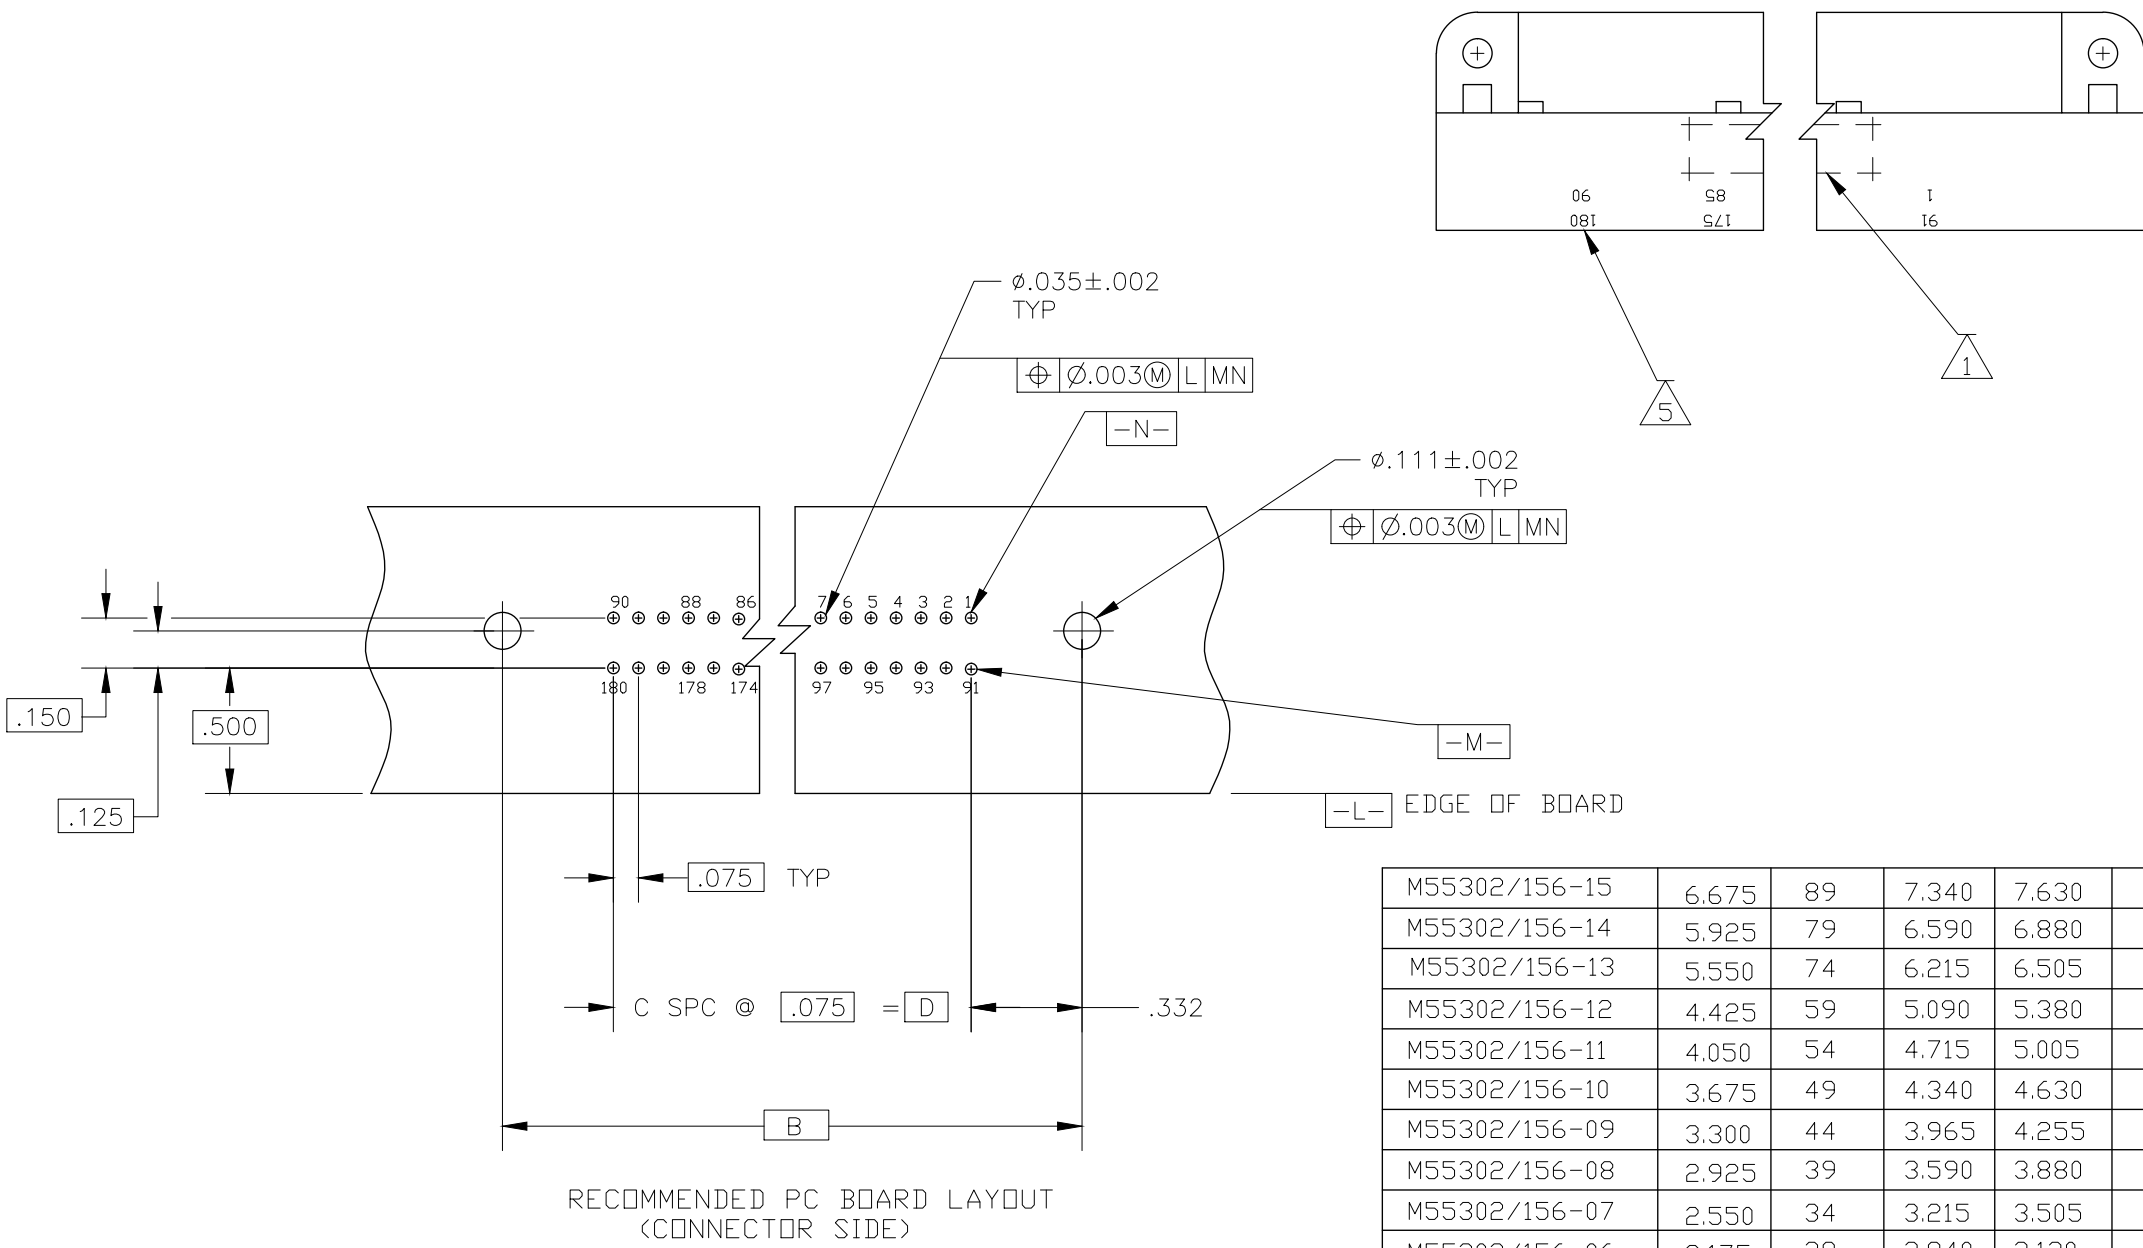 90 85 1
180 175 91
5
1
ø.035±.002
TYP
⌖ Ø.003Ⓜ L MN
-N-
ø.111±.002
TYP
⌖ Ø.003Ⓜ L MN
90 88 86 7 6 5 4 3 2 1
180 178 174 97 95 93 91
.150
.500
.125
-M-
-L- EDGE OF BOARD
.075 TYP
C SPC @ .075 = D .332
B
RECOMMENDED PC BOARD LAYOUT
(CONNECTOR SIDE)
M55302/156-15 6.675 89 7.340 7.630
M55302/156-14 5.925 79 6.590 6.880
M55302/156-13 5.550 74 6.215 6.505
M55302/156-12 4.425 59 5.090 5.380
M55302/156-11 4.050 54 4.715 5.005
M55302/156-10 3.675 49 4.340 4.630
M55302/156-09 3.300 44 3.965 4.255
M55302/156-08 2.925 39 3.590 3.880
M55302/156-07 2.550 34 3.215 3.505